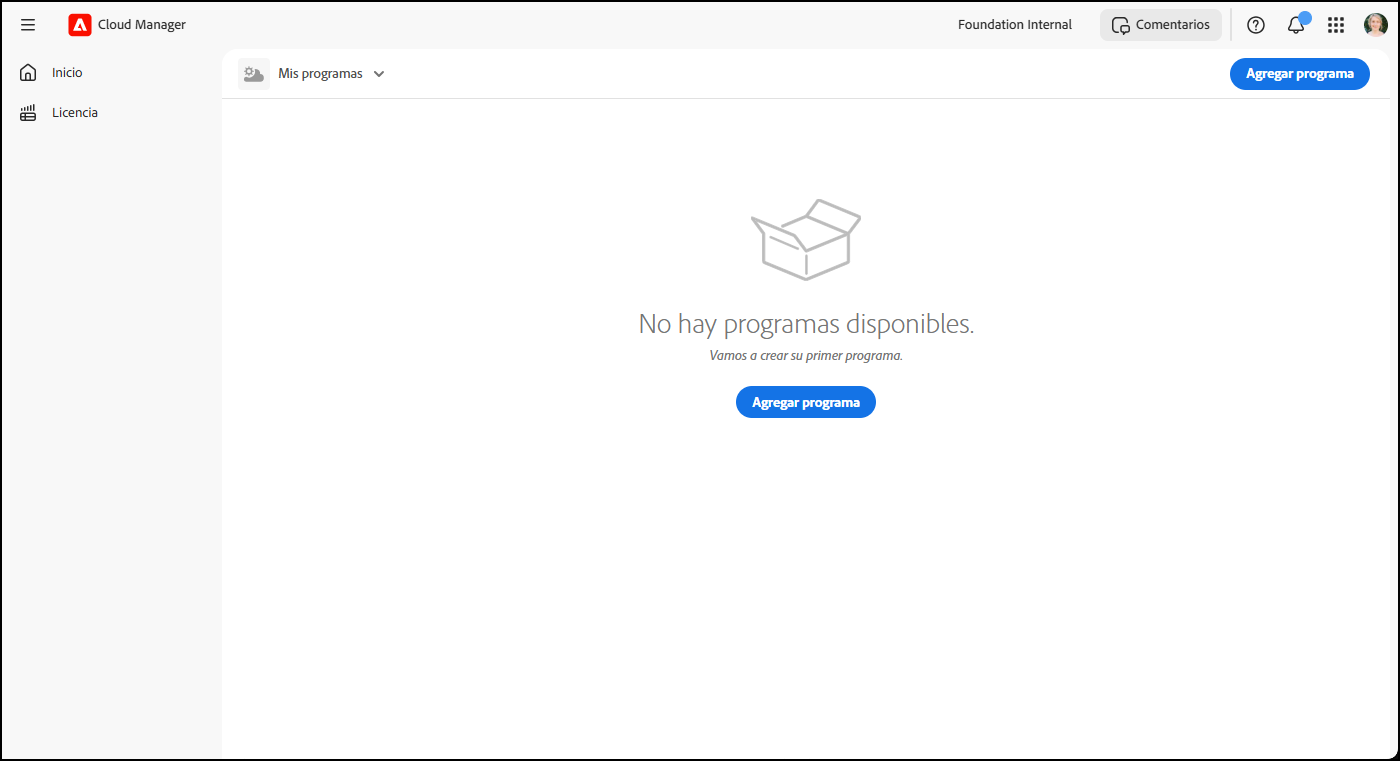 Cloud Manager
Foundation Internal
Comentarios
Inicio
Licencia
Mis programas
Agregar programa
No hay programas disponibles.
Vamos a crear su primer programa.
Agregar programa